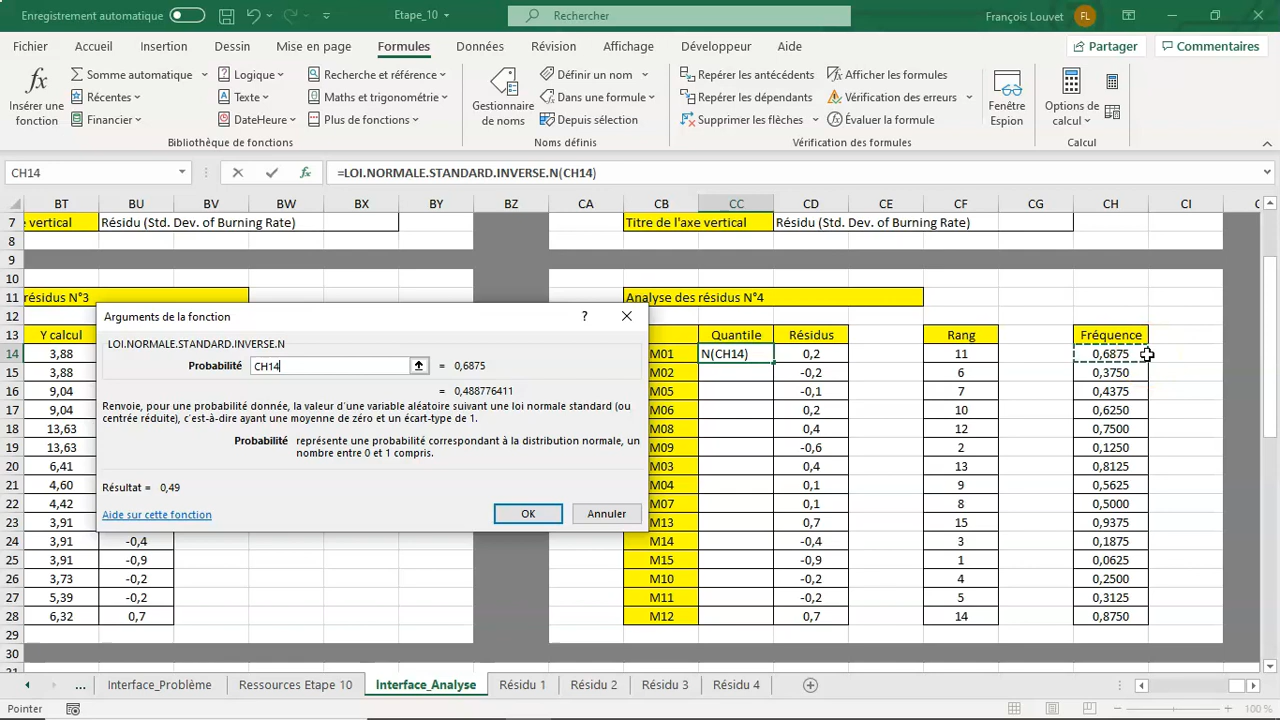 Enregistrement automatique
Etape_10
Rechercher
François Louvet
FL
Fichier
Accueil
Insertion
Dessin
Mise en page
Formules
Données
Révision
Affichage
Développeur
Aide
Partager
Commentaires
fx
Insérer une
fonction
Somme automatique
Récentes
Financier
Logique
Texte
DateHeure
Recherche et référence
Maths et trigonométrie
Plus de fonctions
Bibliothèque de fonctions
Gestionnaire
de noms
Définir un nom
Dans une formule
Depuis sélection
Noms définis
Repérer les antécédents
Repérer les dépendants
Supprimer les flèches
Afficher les formules
Vérification des erreurs
Évaluer la formule
Vérification des formules
Fenêtre
Espion
Options de
calcul
Calcul
CH14
fx
=LOI.NORMALE.STANDARD.INVERSE.N(CH14)
BT BU BV BW BX BY BZ CA CB CC CD CE CF CG CH CI
7 e vertical Résidu (Std. Dev. of Burning Rate) Titre de l'axe vertical Résidu (Std. Dev. of Burning Rate)
8
9
10
11 résidus N°3 Analyse des résidus N°4
12
13 Y calcul Quantile Résidus Rang Fréquence
14 3,88 M01 N(CH14) 0,2 11 0,6875
15 3,88 M02 -0,2 6 0,3750
16 9,04 M05 -0,1 7 0,4375
17 9,04 M06 0,2 10 0,6250
18 13,63 M08 0,4 12 0,7500
19 13,63 M09 -0,6 2 0,1250
20 6,41 M03 0,4 13 0,8125
21 4,60 M04 0,1 9 0,5625
22 4,42 M07 0,1 8 0,5000
23 3,91 M13 0,7 15 0,9375
24 3,91 -0,4 M14 -0,4 3 0,1875
25 3,91 -0,9 M15 -0,9 1 0,0625
26 3,73 -0,2 M10 -0,2 4 0,2500
27 5,39 -0,2 M11 -0,2 5 0,3125
28 6,32 0,7 M12 0,7 14 0,8750
29
30
Arguments de la fonction
?
LOI.NORMALE.STANDARD.INVERSE.N
Probabilité CH14 = 0,6875
= 0,488776411
Renvoie, pour une probabilité donnée, la valeur d'une variable aléatoire suivant une loi normale standard (ou
centrée réduite), c'est-à-dire ayant une moyenne de zéro et un écart-type de 1.
Probabilité représente une probabilité correspondant à la distribution normale, un
nombre entre 0 et 1 compris.
Résultat = 0,49
Aide sur cette fonction
OK
Annuler
...
Interface_Problème
Ressources Etape 10
Interface_Analyse
Résidu 1
Résidu 2
Résidu 3
Résidu 4
Pointer
100 %